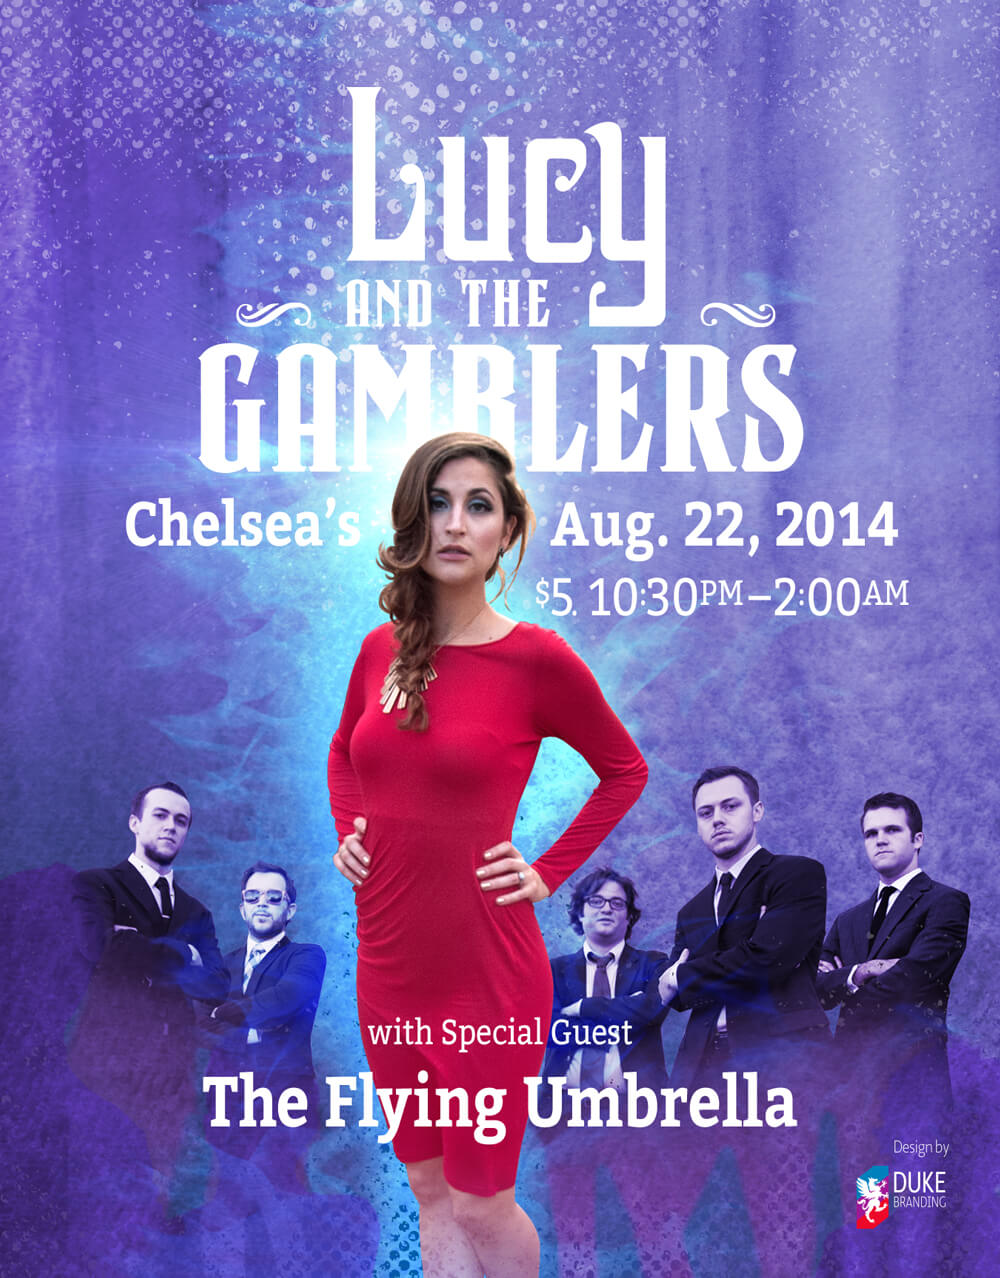 Lucy
AND THE
GAMBLERS
Chelsea's Aug. 22, 2014
$5. 10:30PM–2:00AM
with Special Guest
The Flying Umbrella
Design by
DUKE
BRANDING